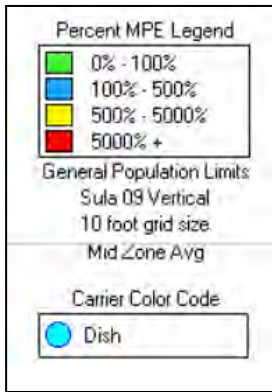 Percent MPE Legend
0% - 100%
100% - 500%
500% - 5000%
5000% +
General Population Limits
Sula 09 Vertical
10 foot grid size
Mid Zone Avg
Carrier Color Code
Dish